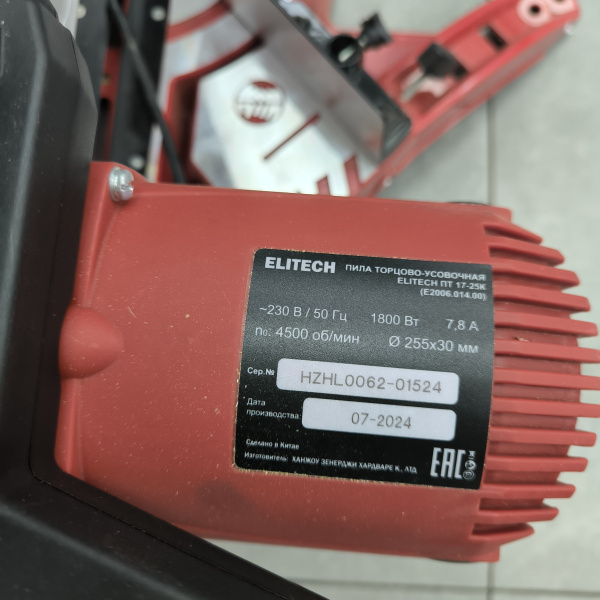 ELITECH ПИЛА ТОРЦОВО-УСОВОЧНАЯ
ELITECH ПТ 17-25К
(E2006.014.00)
~230 В / 50 Гц 1800 Вт 7,8 А
n₀: 4500 об/мин Ø 255x30 мм
Сер.№ HZHL0062-01524
Дата
производства: 07-2024
Сделано в Китае
Изготовитель: ХАНЖОУ ЗЕНЕРДЖИ ХАРДВАРЕ К., ЛТД
EAC